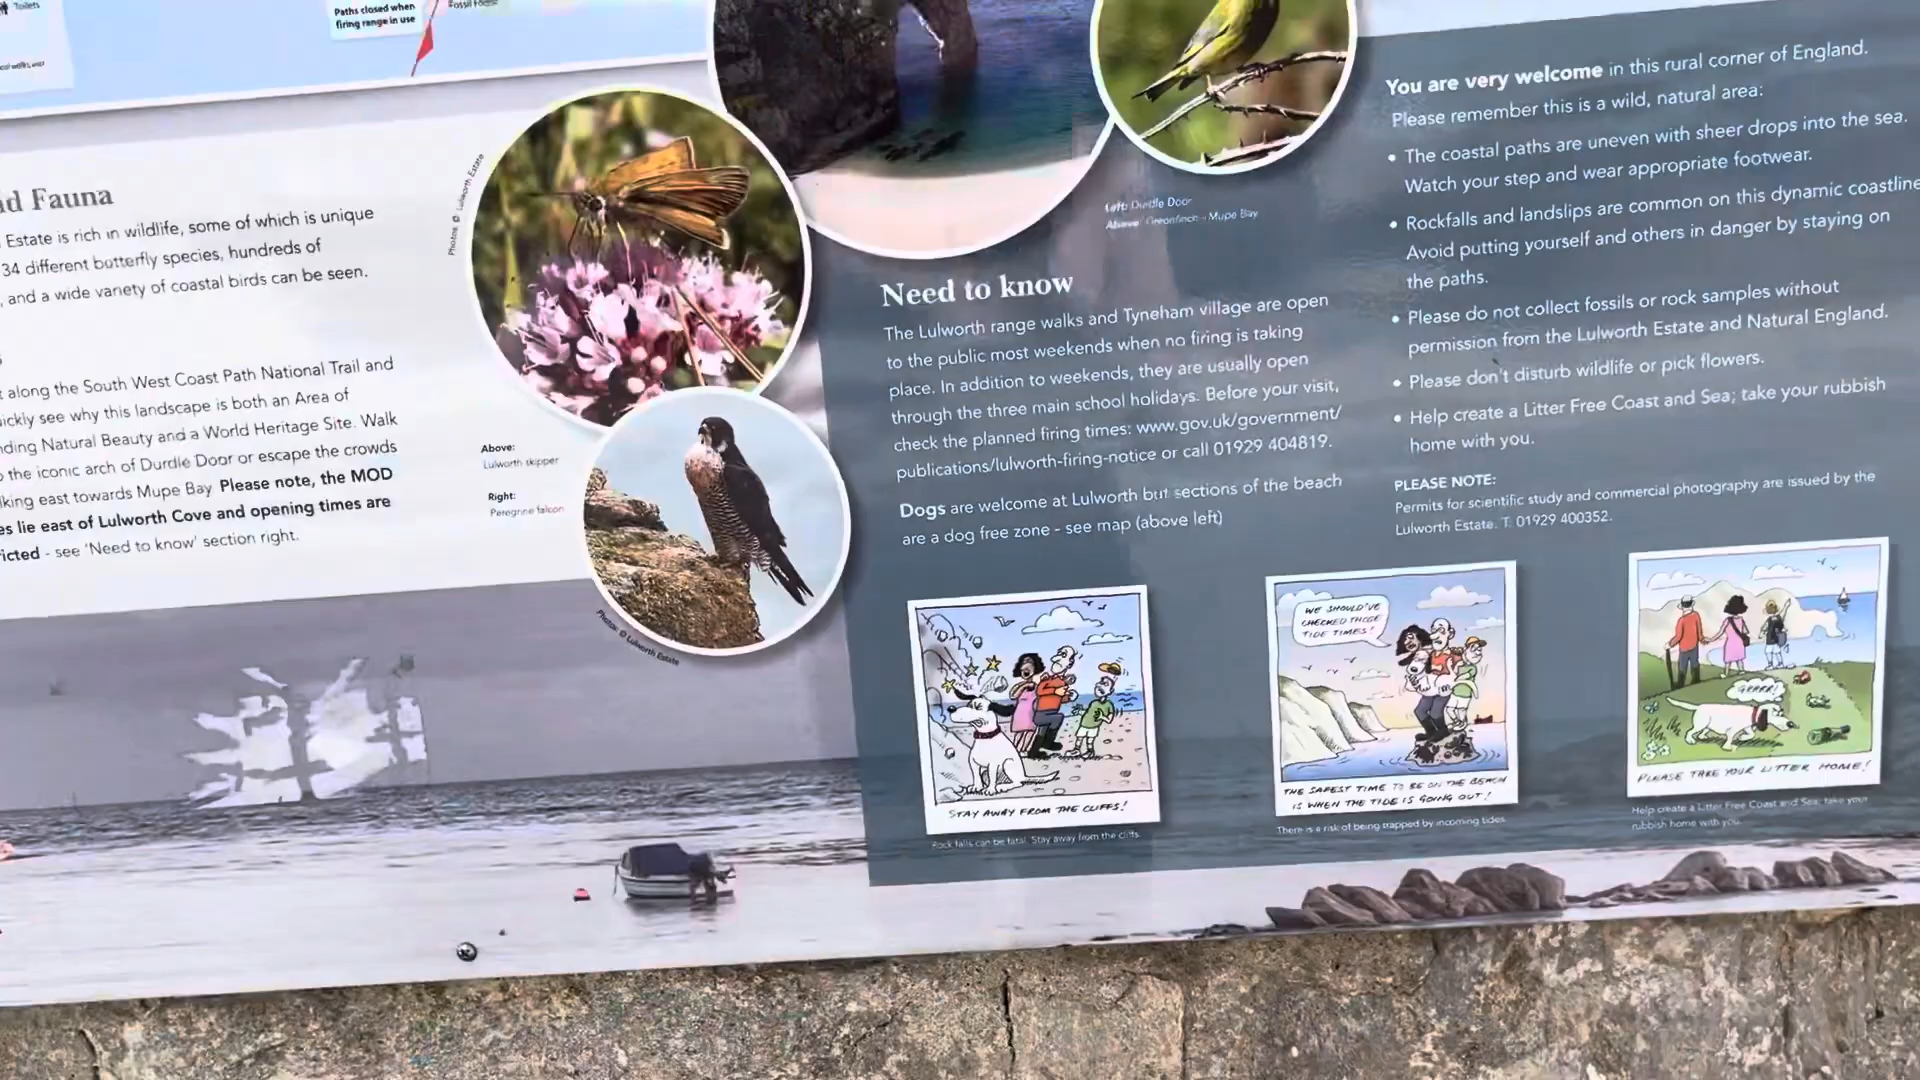 Toilets
Paths closed when
firing range in use
nd Fauna
Estate is rich in wildlife, some of which is unique
34 different butterfly species, hundreds of
, and a wide variety of coastal birds can be seen.
along the South West Coast Path National Trail and
ickly see why this landscape is both an Area of
nding Natural Beauty and a World Heritage Site. Walk
o the iconic arch of Durdle Door or escape the crowds
lking east towards Mupe Bay. Please note, the MOD
es lie east of Lulworth Cove and opening times are
icted - see 'Need to know' section right.
Photos: © Lulworth Estate
Above:
Lulworth skipper
Right:
Peregrine falcon
Photos: © Lulworth Estate
Left: Durdle Door
Above: Greenfinch - Mupe Bay
Need to know
The Lulworth range walks and Tyneham village are open
to the public most weekends when no firing is taking
place. In addition to weekends, they are usually open
through the three main school holidays. Before your visit,
check the planned firing times: www.gov.uk/government/
publications/lulworth-firing-notice or call 01929 404819.
Dogs are welcome at Lulworth but sections of the beach
are a dog free zone - see map (above left)
You are very welcome in this rural corner of England.
Please remember this is a wild, natural area:
• The coastal paths are uneven with sheer drops into the sea.
Watch your step and wear appropriate footwear.
• Rockfalls and landslips are common on this dynamic coastline
Avoid putting yourself and others in danger by staying on
the paths.
• Please do not collect fossils or rock samples without
permission from the Lulworth Estate and Natural England.
• Please don't disturb wildlife or pick flowers.
• Help create a Litter Free Coast and Sea; take your rubbish
home with you.
PLEASE NOTE:
Permits for scientific study and commercial photography are issued by the
Lulworth Estate. T: 01929 400352.
STAY AWAY FROM THE CLIFFS!
Rock falls can be fatal. Stay away from the cliffs.
WE SHOULD'VE
CHECKED THOSE
TIDE TIMES!
THE SAFEST TIME TO BE ON THE BEACH
IS WHEN THE TIDE IS GOING OUT!
There is a risk of being trapped by incoming tides.
GRRRR!
PLEASE TAKE YOUR LITTER HOME!
Help create a Litter Free Coast and Sea; take your
rubbish home with you.